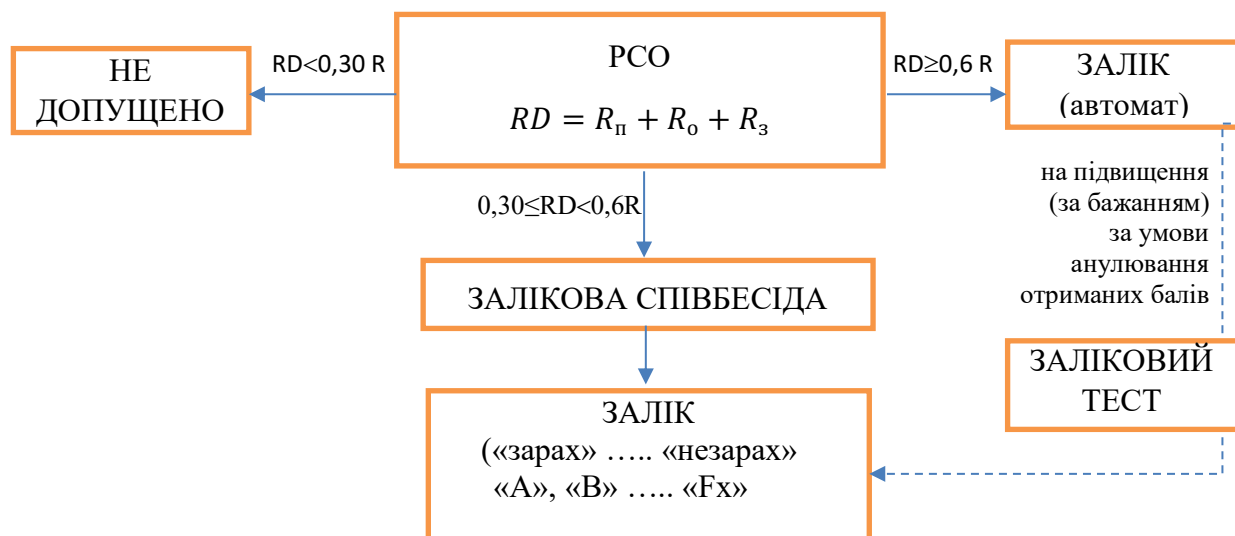 НЕ
ДОПУЩЕНО
RD<0,30 R
РСО
RD = Rп + Rо + Rз
RD≥0,6 R
ЗАЛІК
(автомат)
0,30≤RD<0,6R
на підвищення
(за бажанням)
за умови
анулювання
отриманих балів
ЗАЛІКОВА СПІВБЕСІДА
ЗАЛІКОВИЙ
ТЕСТ
ЗАЛІК
(«зарах» ….. «незарах»
«А», «В» ….. «Fx»